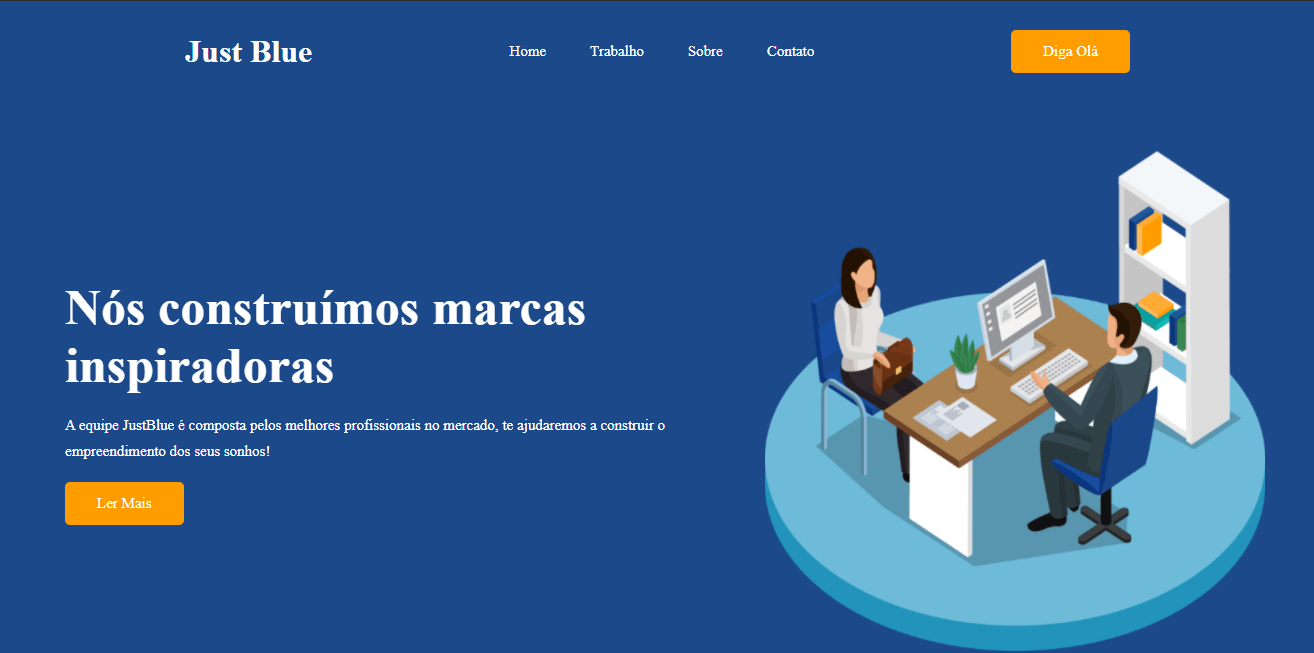 Just Blue
Home
Trabalho
Sobre
Contato
Diga Olá
Nós construímos marcas
inspiradoras
A equipe JustBlue é composta pelos melhores profissionais no mercado, te ajudaremos a construir o
empreendimento dos seus sonhos!
Ler Mais